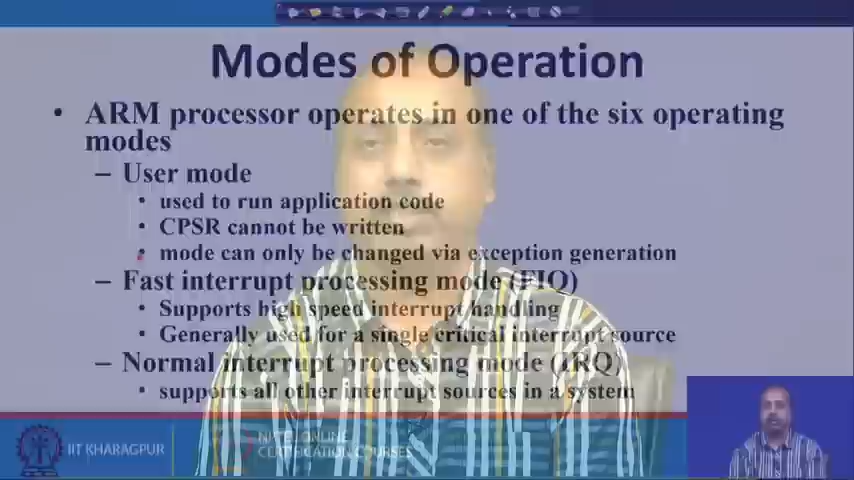 Modes of Operation
• ARM processor operates in one of the six operating
modes
– User mode
• used to run application code
• CPSR cannot be written
• mode can only be changed via exception generation
– Fast interrupt processing mode (FIQ)
• Supports high speed interrupt handling
• Generally used for a single critical interrupt source
– Normal interrupt processing mode (IRQ)
• supports all other interrupt sources in a system
IIT KHARAGPUR
NPTEL ONLINE
CERTIFICATION COURSES